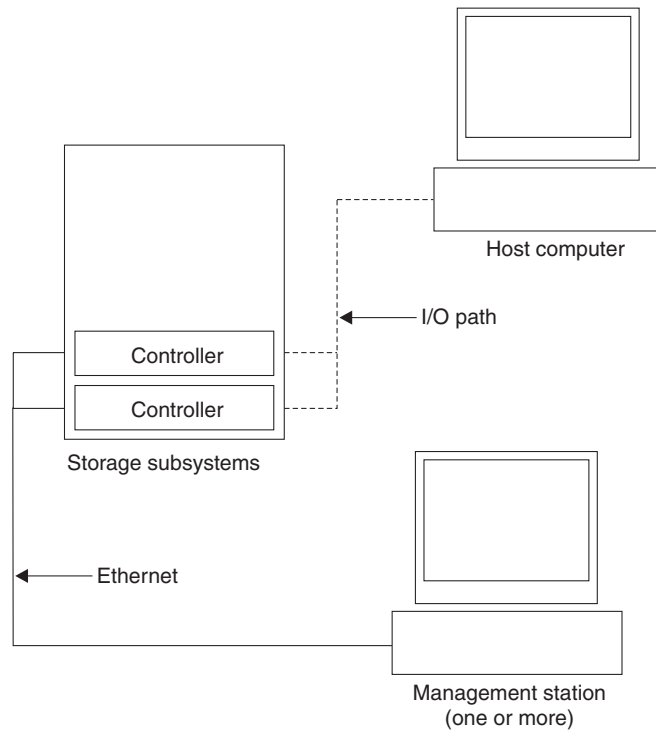 Host computer
I/O path
Controller
Controller
Storage subsystems
Ethernet
Management station
(one or more)